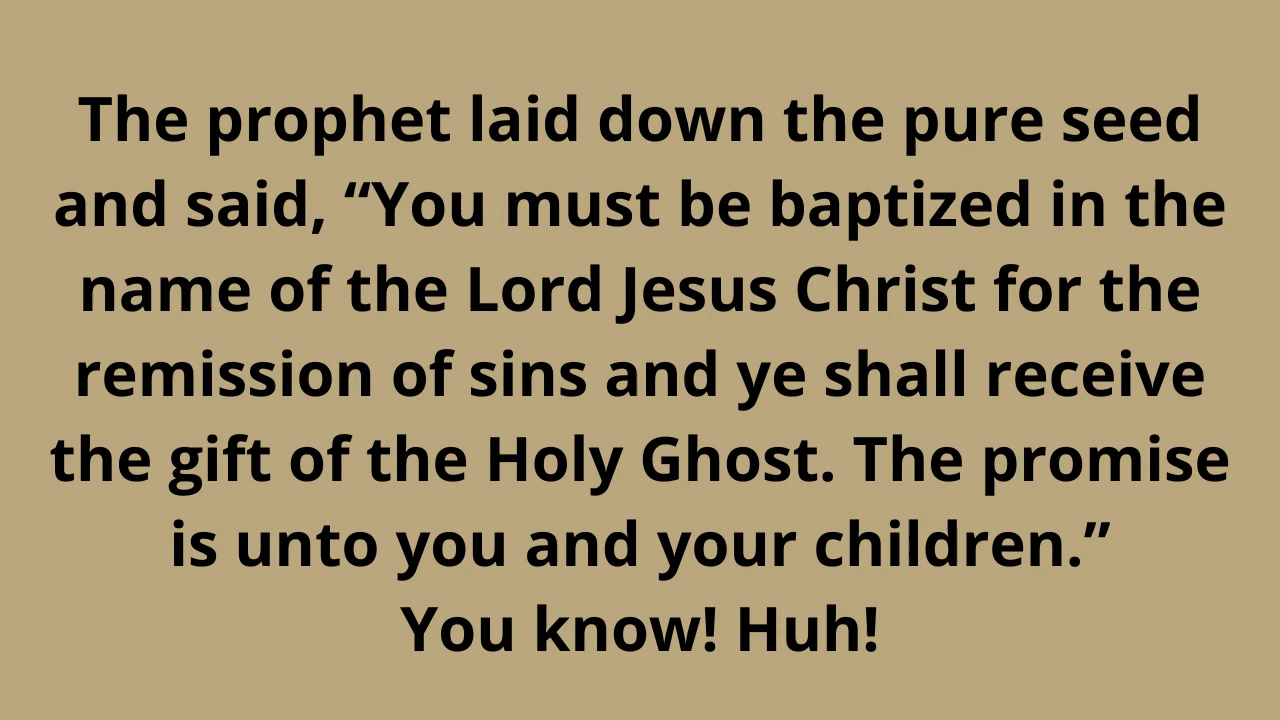 The prophet laid down the pure seed
and said, “You must be baptized in the
name of the Lord Jesus Christ for the
remission of sins and ye shall receive
the gift of the Holy Ghost. The promise
is unto you and your children.”
You know! Huh!